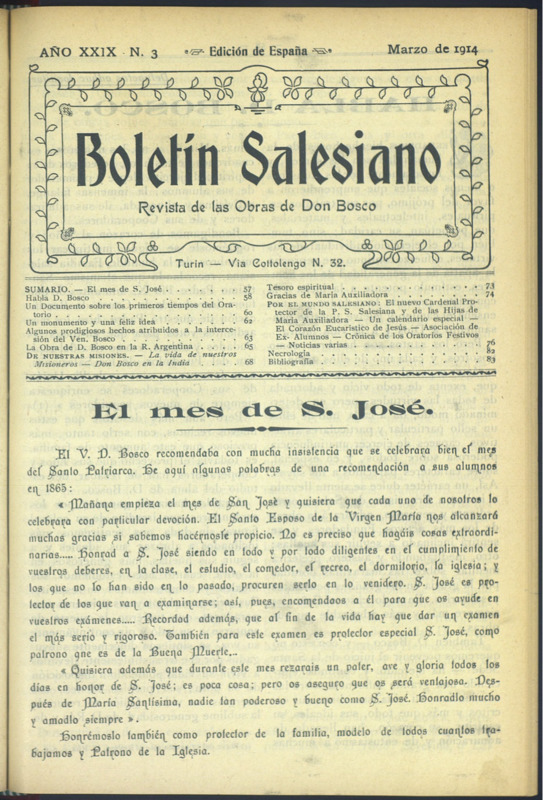 AÑO XXIX - N. 3
Edición de España
Marzo de 1914
Boletín Salesiano
Revista de las Obras de Don Bosco
Turin — Via Cottolengo N. 32.
SUMARIO. — El mes de S. José . . . . . 57
Habla D. Bosco . . . . . 58
Un Documento sobre los primeros tiempos del Ora-
torio . . . . . 60
Un monumento y una feliz idea . . . . . 62
Algunos prodigiosos hechos atribuidos a la interce-
sión del Ven. Bosco . . . . . 63
La Obra de D. Bosco en la R. Argentina . . . . . 65
DE NUESTRAS MISIONES. — La vida de nuestros
Misioneros — Don Bosco en la India . . . . . 68
Tesoro espiritual . . . . . 73
Gracias de Maria Auxiliadora . . . . . 74
POR EL MUNDO SALESIANO: El nuevo Cardenal Pro-
tector de la P. S. Salesiana y de las Hijas de
Maria Auxiliadora — Un calendario especial —
El Corazón Eucarístico de Jesús — Asociación de
Ex- Alumnos — Crónica de los Oratorios Festivos
— Noticias varias . . . . . 76
Necrologia . . . . . 82
Bibliografia . . . . . 83
El mes de S. José.
El V. D. Bosco recomendaba con mucha insistencia que se celebrara bien el mes
del Santo Patriarca. He aquí algunas palabras de una recomendación a sus alumnos
en 1865:
« Mañana empieza el mes de San José y quisiera que cada uno de nosotros lo
celebrara con particular devoción. El Santo Esposo de la Virgen María nos alcanzará
muchas gracias si sabemos hacérnosle propicio. No es preciso que hagáis cosas extraordi-
narias..... Honrad a S. José siendo en todo y por todo diligentes en el cumplimiento de
vuestros deberes, en la clase, el estudio, el comedor, el recreo, el dormitorio, la iglesia; y
los que no lo han sido en lo pasado, procuren serlo en lo venidero. S. José es pro-
tector de los que van a examinarse; así, pues, encomendaos a él para que os ayude en
vuestros exámenes..... Recordad además, que al fin de la vida hay que dar un examen
el más serio y rigoroso. También para este examen es protector especial S. José, como
patrono que es de la Buena Muerte...
« Quisiera además que durante este mes rezarais un pater, ave y gloria todos los
días en honor de S. José; es poca cosa; pero os aseguro que os será ventajosa. Des-
pués de María Santísima, nadie tan poderoso y bueno como S. José. Honradlo mucho
y amadlo siempre ».
Honrémoslo también como protector de la familia, modelo de todos cuantos tra-
bajamos y Patrono de la Iglesia.